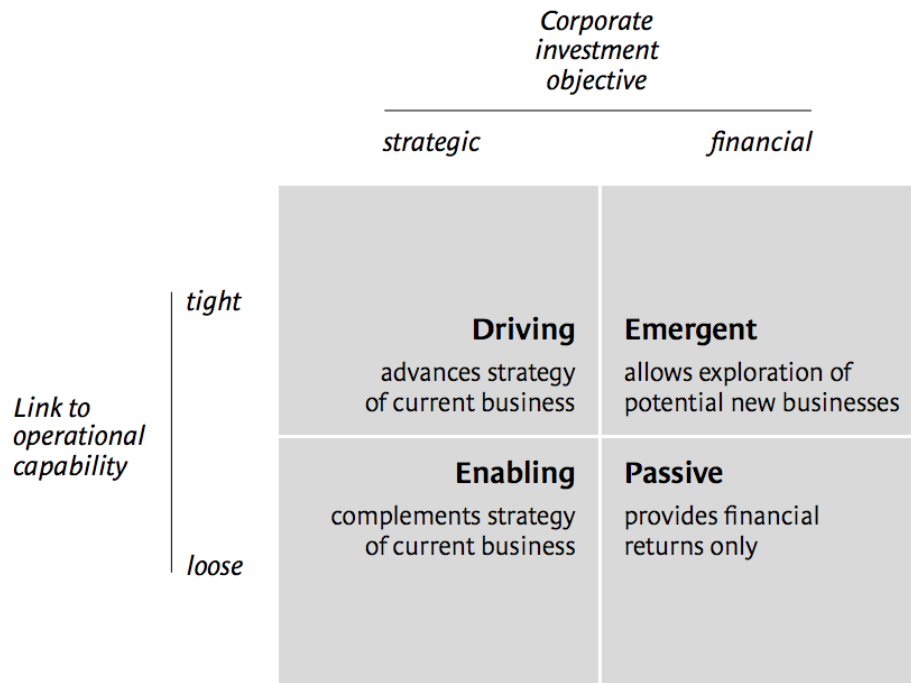 Corporate
investment
objective
strategic
financial
tight
Link to
operational
capability
loose
Driving
advances strategy
of current business
Emergent
allows exploration of
potential new businesses
Enabling
complements strategy
of current business
Passive
provides financial
returns only